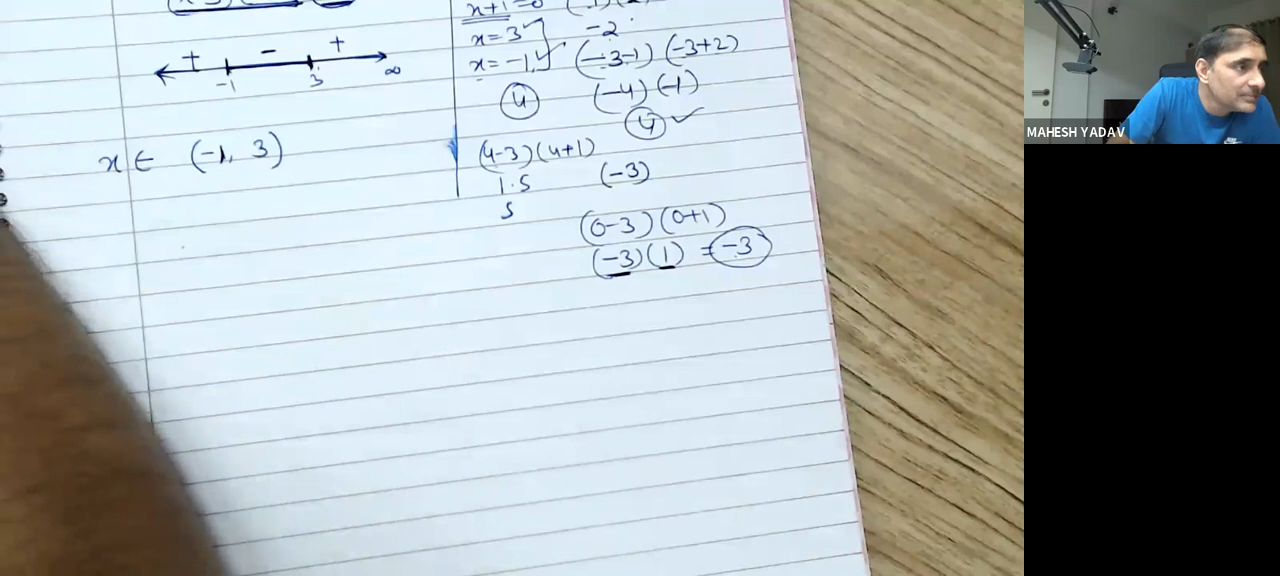 + - +
-1 3 ∞
x ∈ (-1, 3)
x+1=0
x=3
x=-1
4
(4-3)(4+1)
1.5
5
-2
(-3-1)(-3+2)
(-4)(-1)
4 ✓
(-3)
(0-3)(0+1)
(-3)(1) = -3
MAHESH YADAV